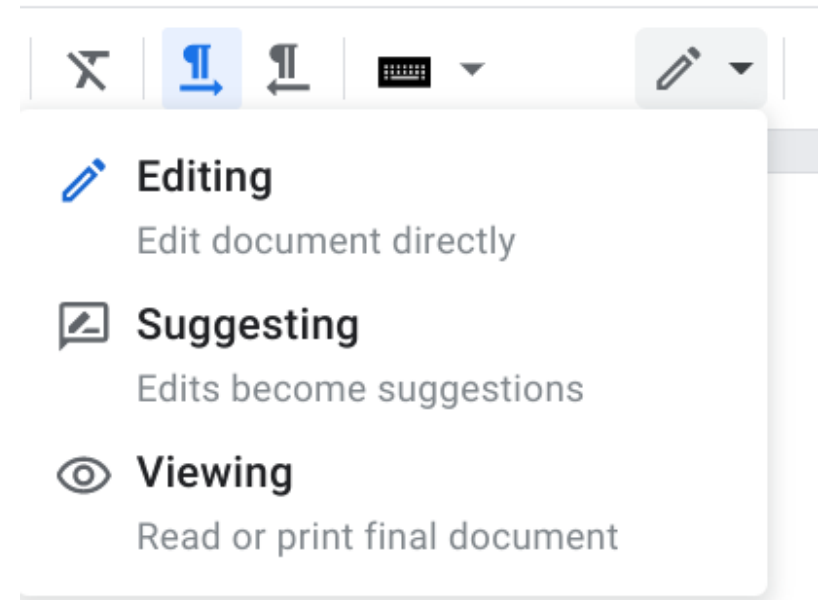 Editing
Edit document directly
Suggesting
Edits become suggestions
Viewing
Read or print final document